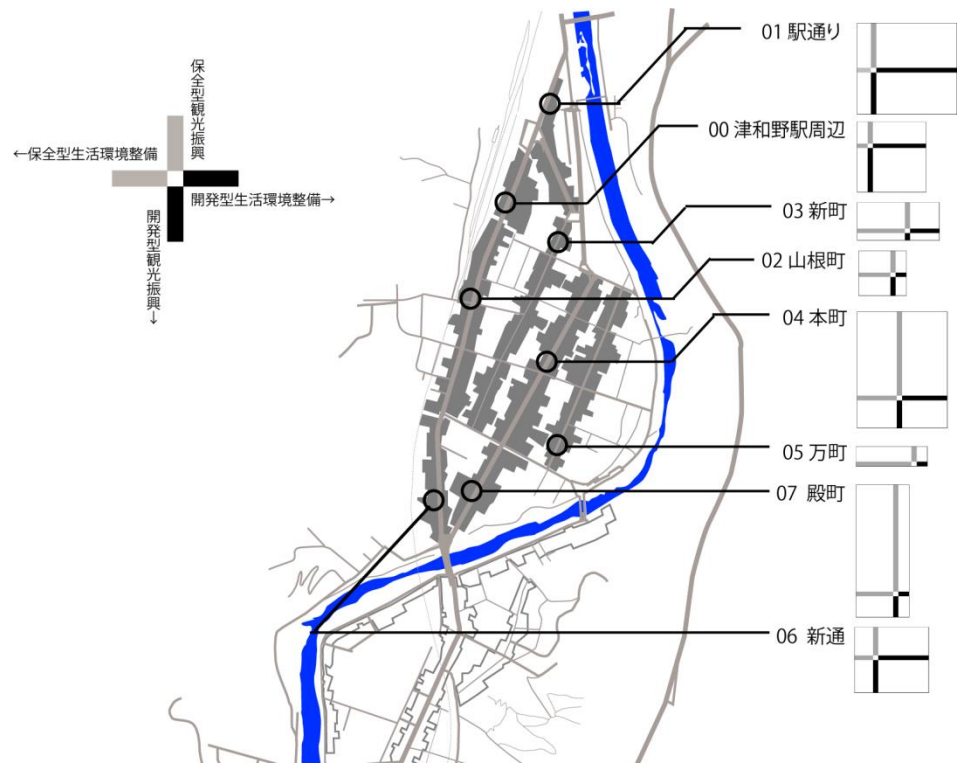 保全型観光振興
←保全型生活環境整備
開発型生活環境整備→
開発型観光振興→
01 駅通り
00 津和野駅周辺
03 新町
02 山根町
04 本町
05 万町
07 殿町
06 新通